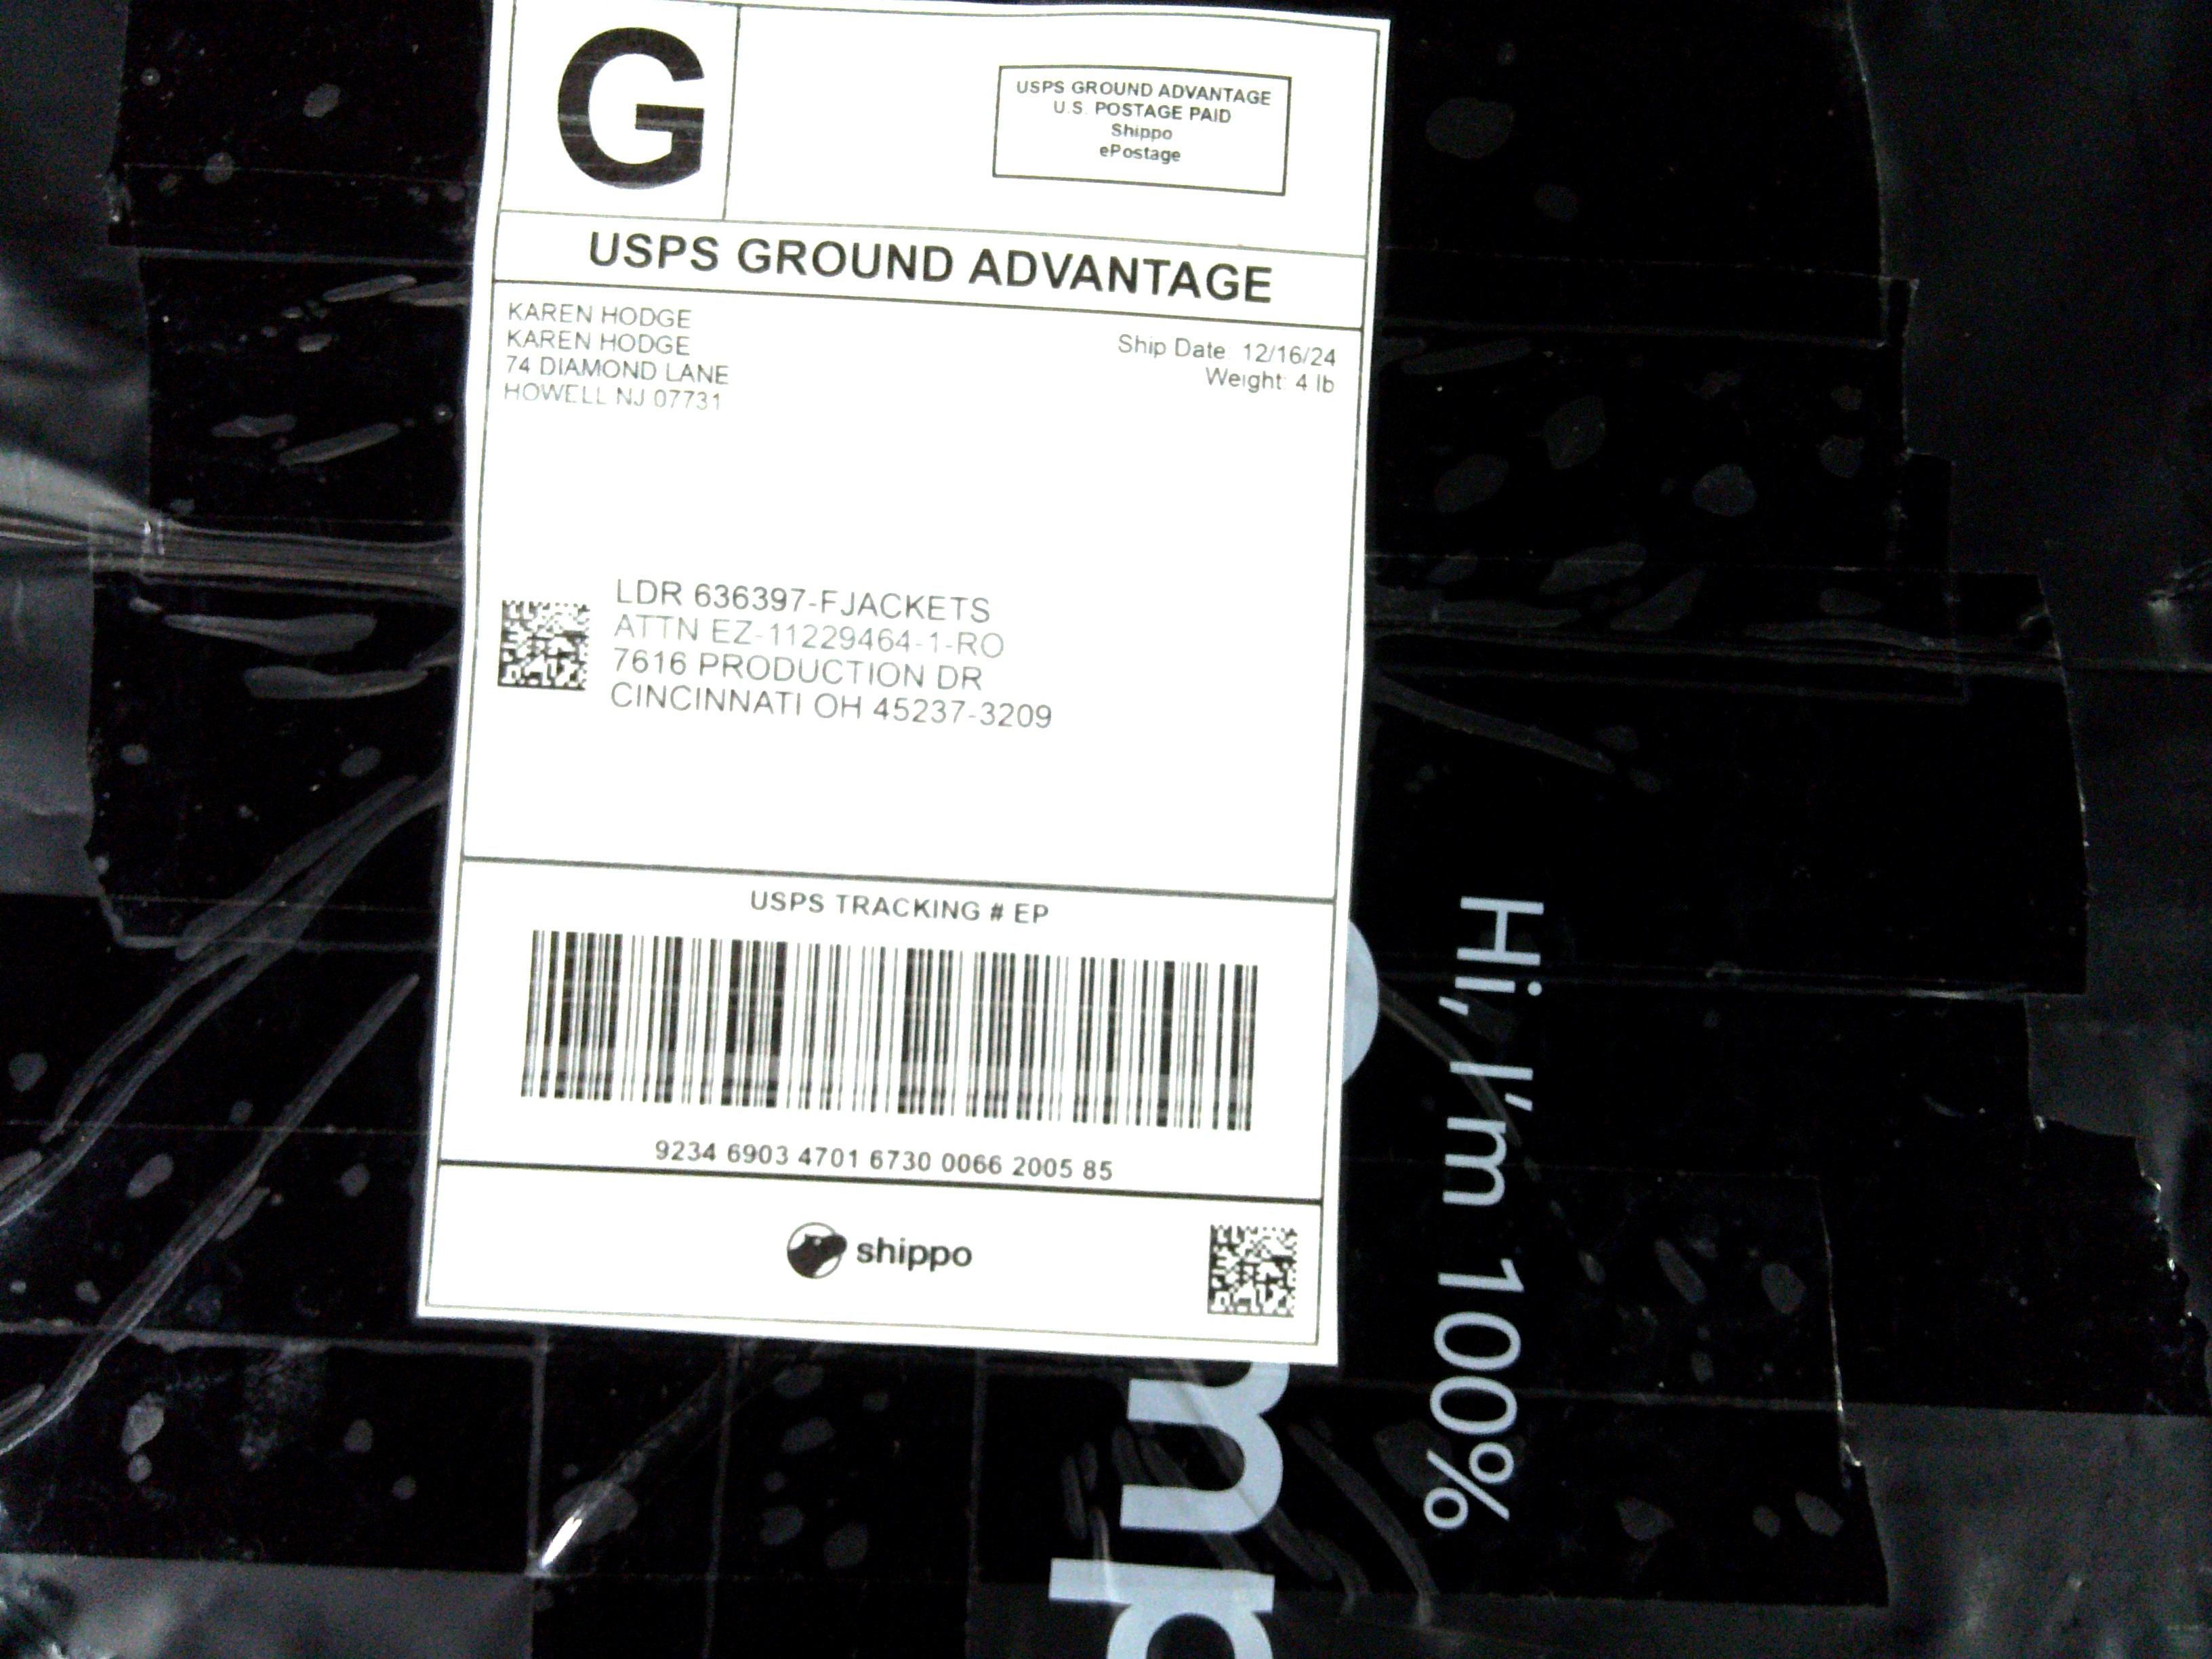 G
USPS GROUND ADVANTAGE
U.S. POSTAGE PAID
Shippo
ePostage
USPS GROUND ADVANTAGE
KAREN HODGE
KAREN HODGE
74 DIAMOND LANE
HOWELL NJ 07731
Ship Date: 12/16/24
Weight: 4 lb
LDR 636397-FJACKETS
ATTN EZ-11229464-1-RO
7616 PRODUCTION DR
CINCINNATI OH 45237-3209
USPS TRACKING # EP
9234 6903 4701 6730 0066 2005 85
shippo
Hi, I'm 100%